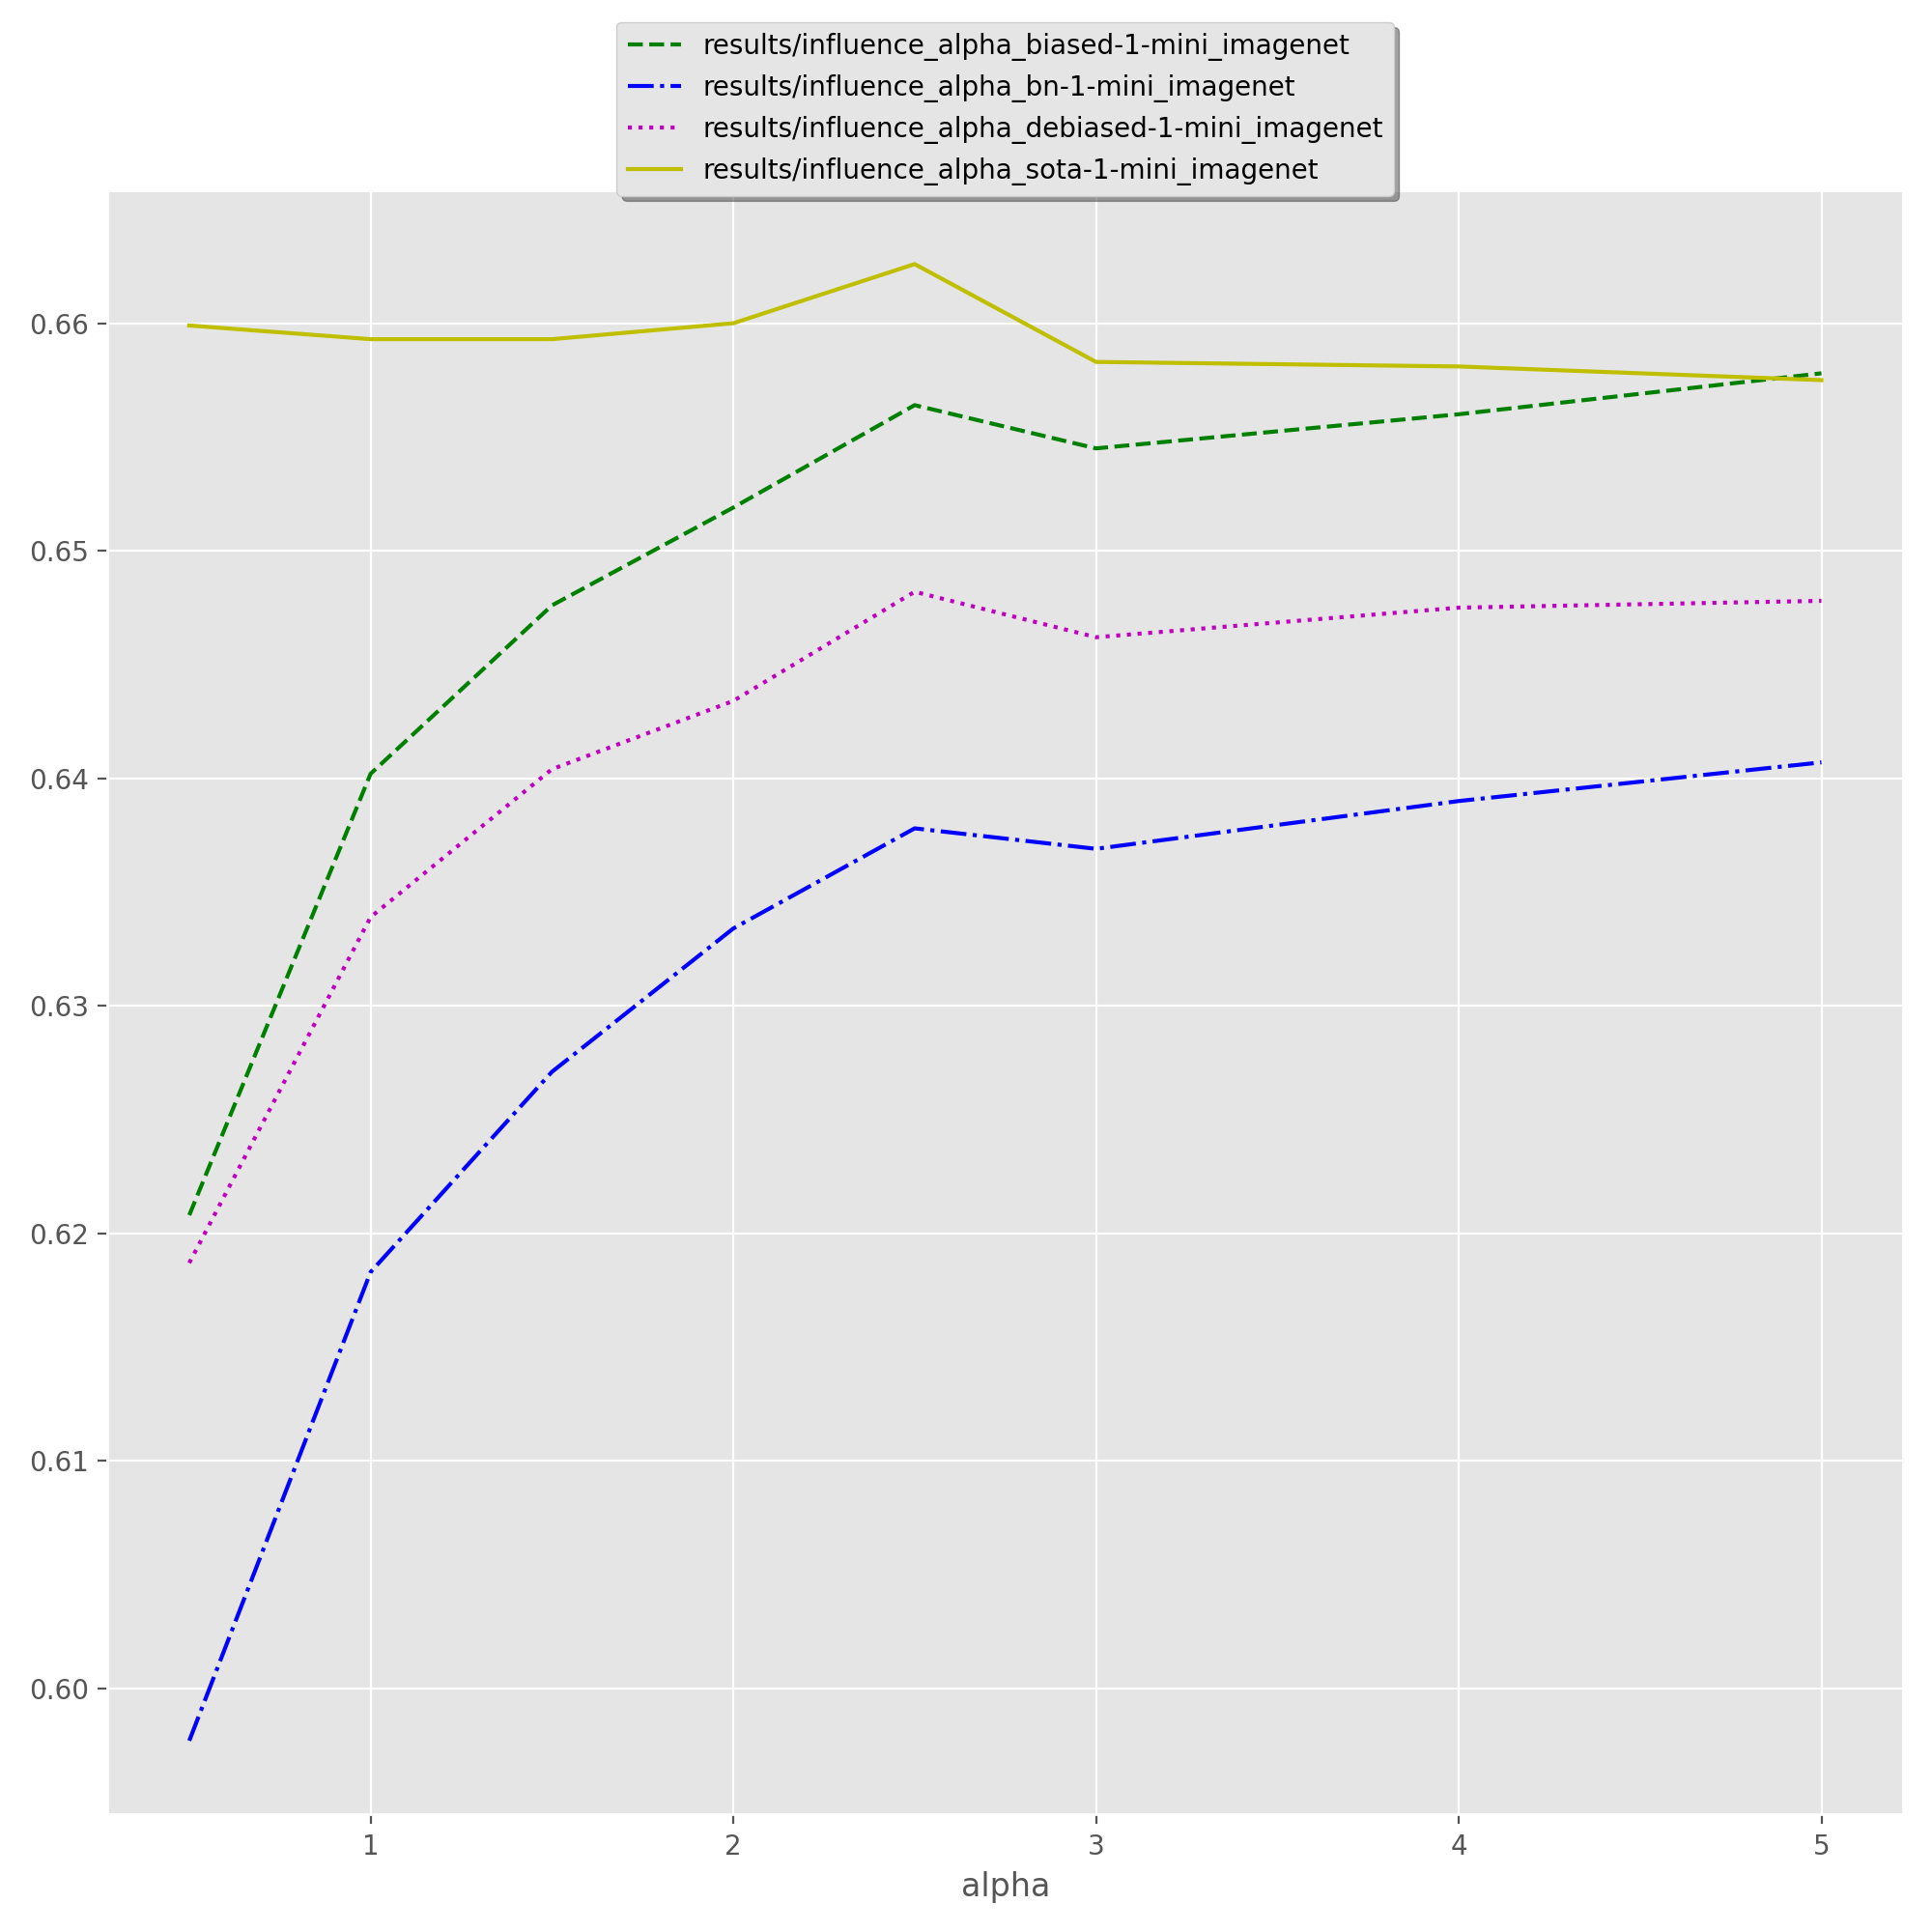 results/influence_alpha_biased-1-mini_imagenet
results/influence_alpha_bn-1-mini_imagenet
results/influence_alpha_debiased-1-mini_imagenet
results/influence_alpha_sota-1-mini_imagenet
0.66
0.65
0.64
0.63
0.62
0.61
0.60
1 2 3 4 5
alpha